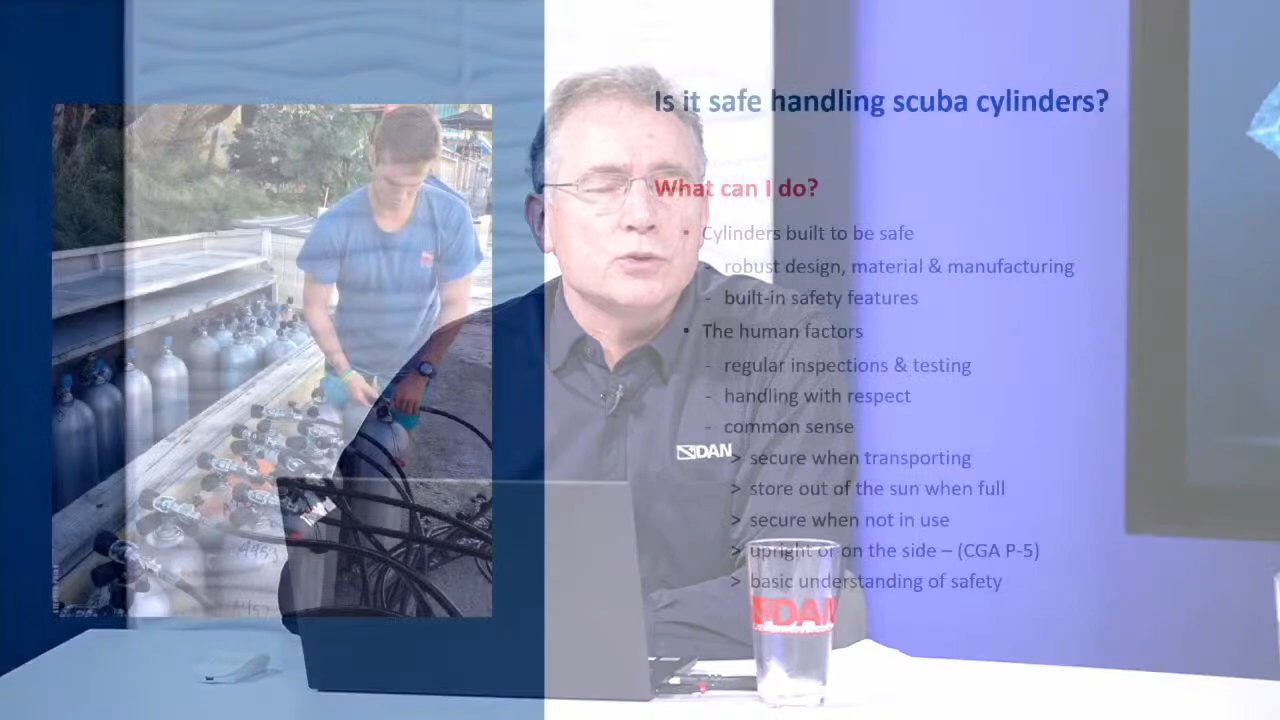 Is it safe handling scuba cylinders?
What can I do?
• Cylinders built to be safe
robust design, material & manufacturing
- built-in safety features
• The human factors
- regular inspections & testing
- handling with respect
- common sense
DAN
> secure when transporting
> store out of the sun when full
> secure when not in use
> upright or on the side – (CGA P-5)
> basic understanding of safety
DAN